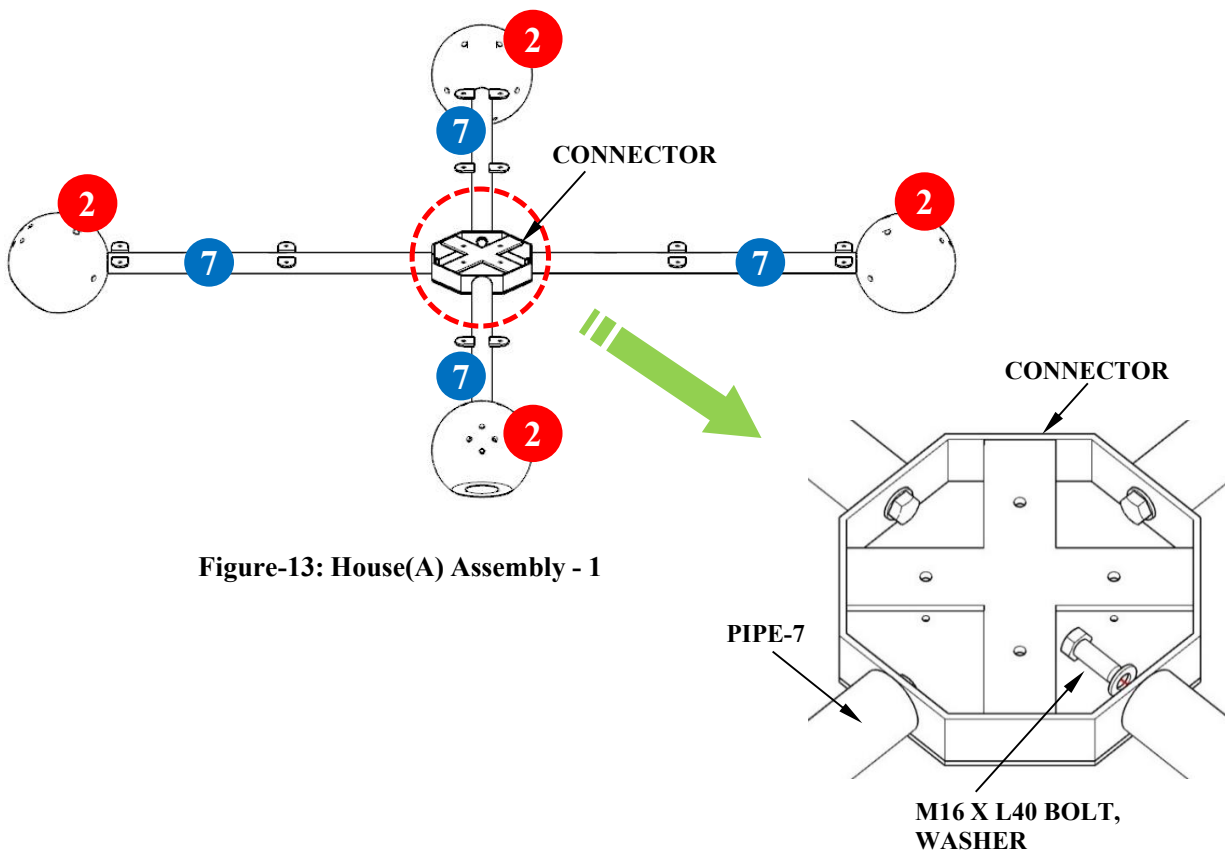 2
7
CONNECTOR
2
7
7
2
7
2
CONNECTOR
Figure-13: House(A) Assembly - 1
PIPE-7
M16 X L40 BOLT,
WASHER